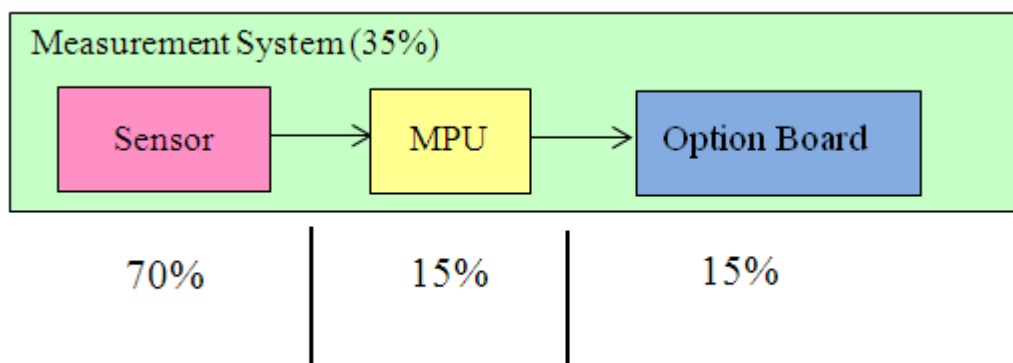 Measurement System (35%)
Sensor
MPU
Option Board
70%
15%
15%